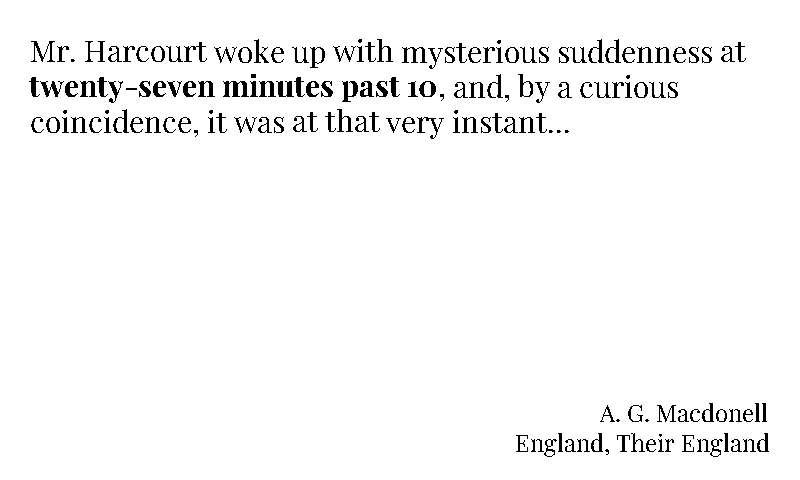 Mr. Harcourt woke up with mysterious suddenness at
twenty-seven minutes past 10, and, by a curious
coincidence, it was at that very instant...
A. G. Macdonell
England, Their England